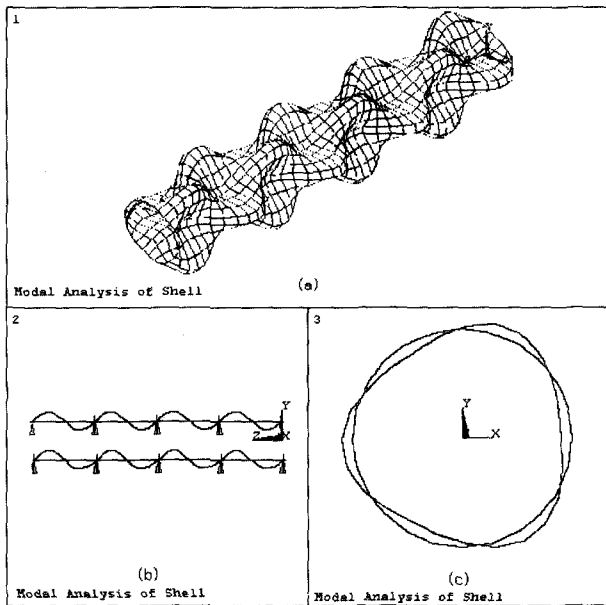 1
(a)
Modal Analysis of Shell
2
Y
Z X
(b)
Modal Analysis of Shell
3
Y
X
(c)
Modal Analysis of Shell